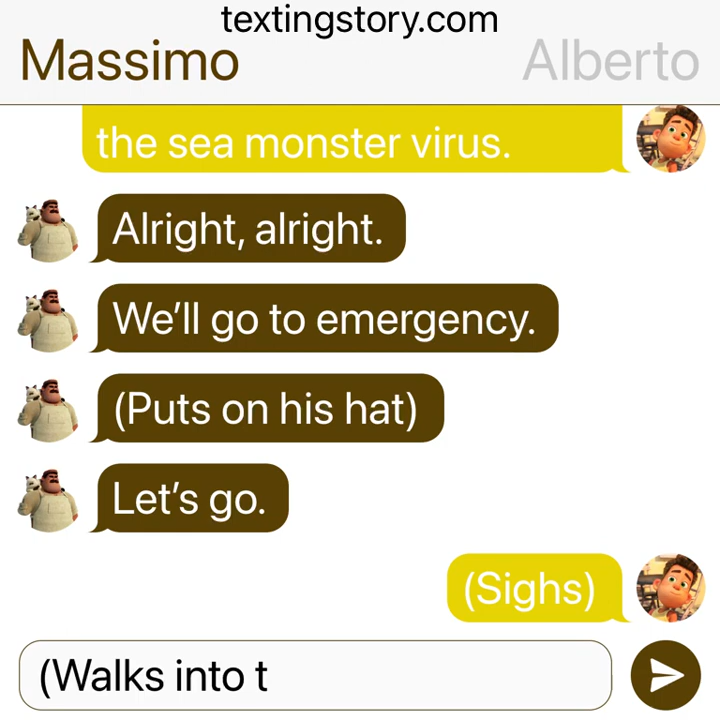 textingstory.com
Massimo
Alberto
the sea monster virus.
Alright, alright.
We’ll go to emergency.
(Puts on his hat)
Let’s go.
(Sighs)
(Walks into t